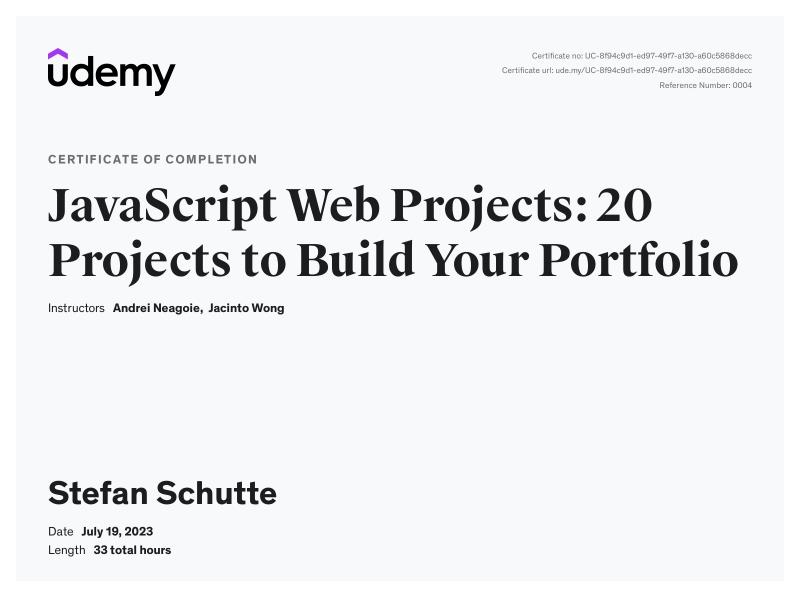 udemy
Certificate no: UC-8f94c9d1-ed97-49f7-a130-a60c5868decc
Certificate url: ude.my/UC-8f94c9d1-ed97-49f7-a130-a60c5868decc
Reference Number: 0004
CERTIFICATE OF COMPLETION
JavaScript Web Projects: 20
Projects to Build Your Portfolio
Instructors Andrei Neagoie, Jacinto Wong
Stefan Schutte
Date July 19, 2023
Length 33 total hours